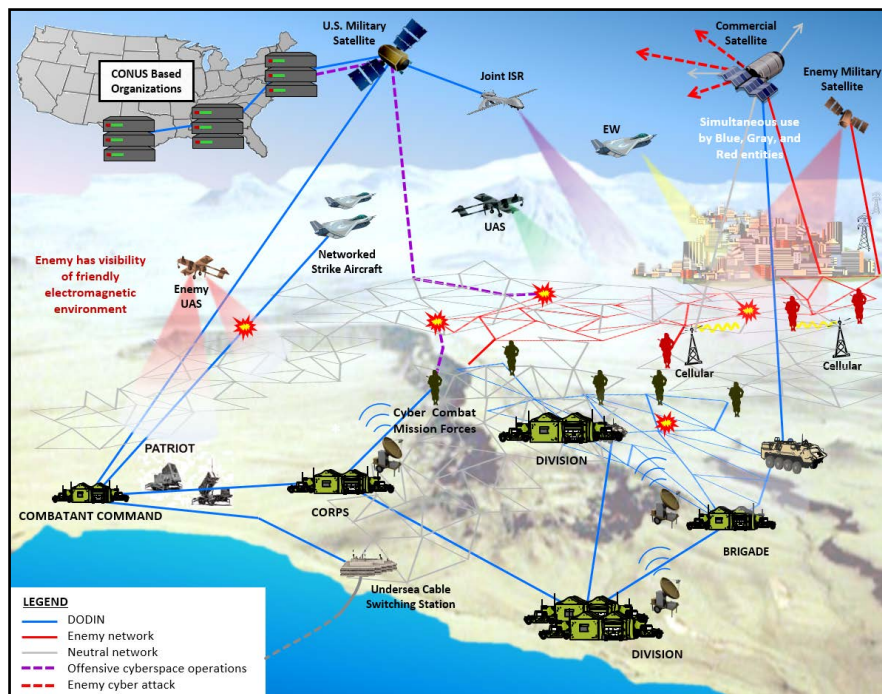 U.S. Military
Satellite
Commercial
Satellite
CONUS Based
Organizations
Joint ISR
Enemy Military
Satellite
EW
Simultaneous use
by Blue, Gray, and
Red entities
UAS
Networked
Strike Aircraft
Enemy has visibility
of friendly
electromagnetic
environment
Enemy
UAS
Cellular
Cellular
Cyber Combat
Mission Forces
PATRIOT
DIVISION
COMBATANT COMMAND
CORPS
BRIGADE
Undersea Cable
Switching Station
DIVISION
LEGEND
DODIN
Enemy network
Neutral network
Offensive cyberspace operations
Enemy cyber attack